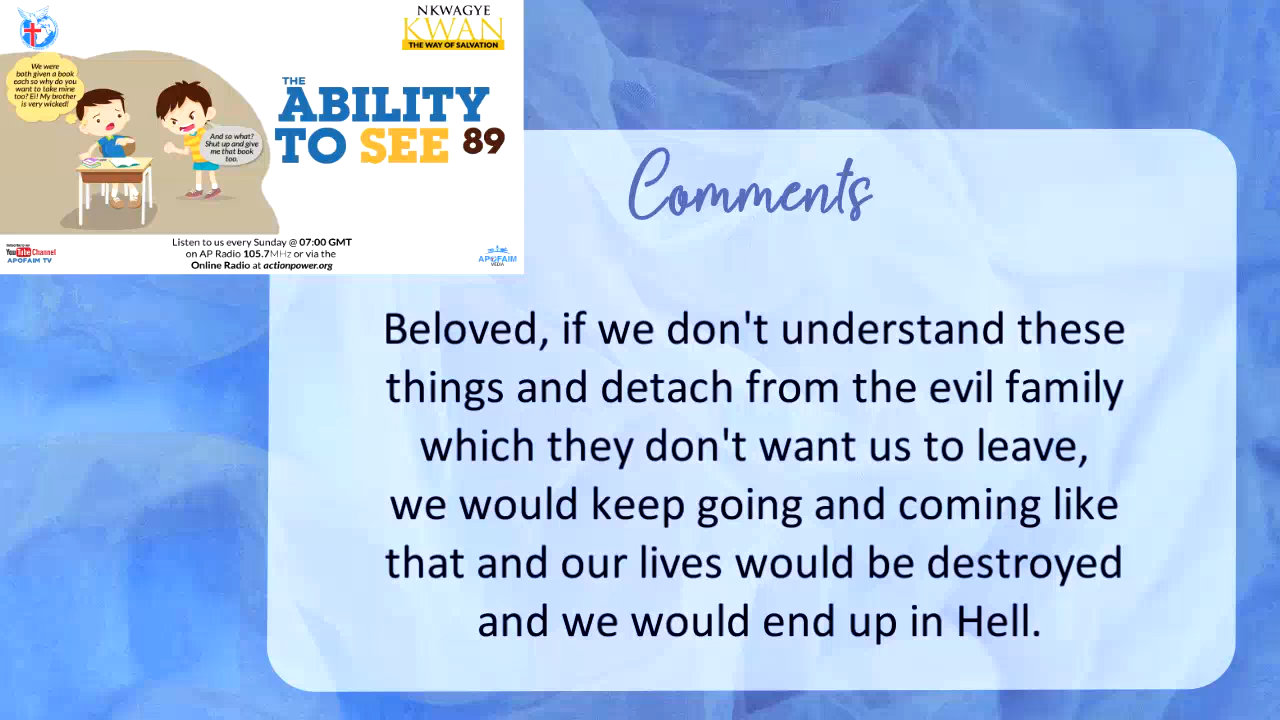 NKWAGYE
KWAN
THE WAY OF SALVATION
We were
both given a book
each so why do you
want to take mine
too? Ei! My brother
is very wicked!
And so what?
Shut up and give
me that book
too.
THE
ABILITY
TO SEE 89
Listen to us every Sunday @ 07:00 GMT
on AP Radio 105.7MHz or via the
Online Radio at actionpower.org
YouTube Channel
APOFAIM TV
APOFAIM
MEDIA
Comments
Beloved, if we don't understand these
things and detach from the evil family
which they don't want us to leave,
we would keep going and coming like
that and our lives would be destroyed
and we would end up in Hell.